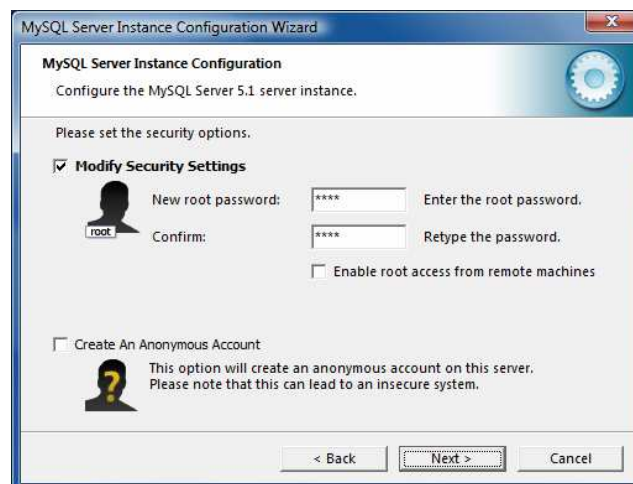 MySQL Server Instance Configuration Wizard
MySQL Server Instance Configuration
Configure the MySQL Server 5.1 server instance.
Please set the security options.
Modify Security Settings
root
New root password: **** Enter the root password.
Confirm: **** Retype the password.
Enable root access from remote machines
Create An Anonymous Account
This option will create an anonymous account on this server.
Please note that this can lead to an insecure system.
< Back Next > Cancel